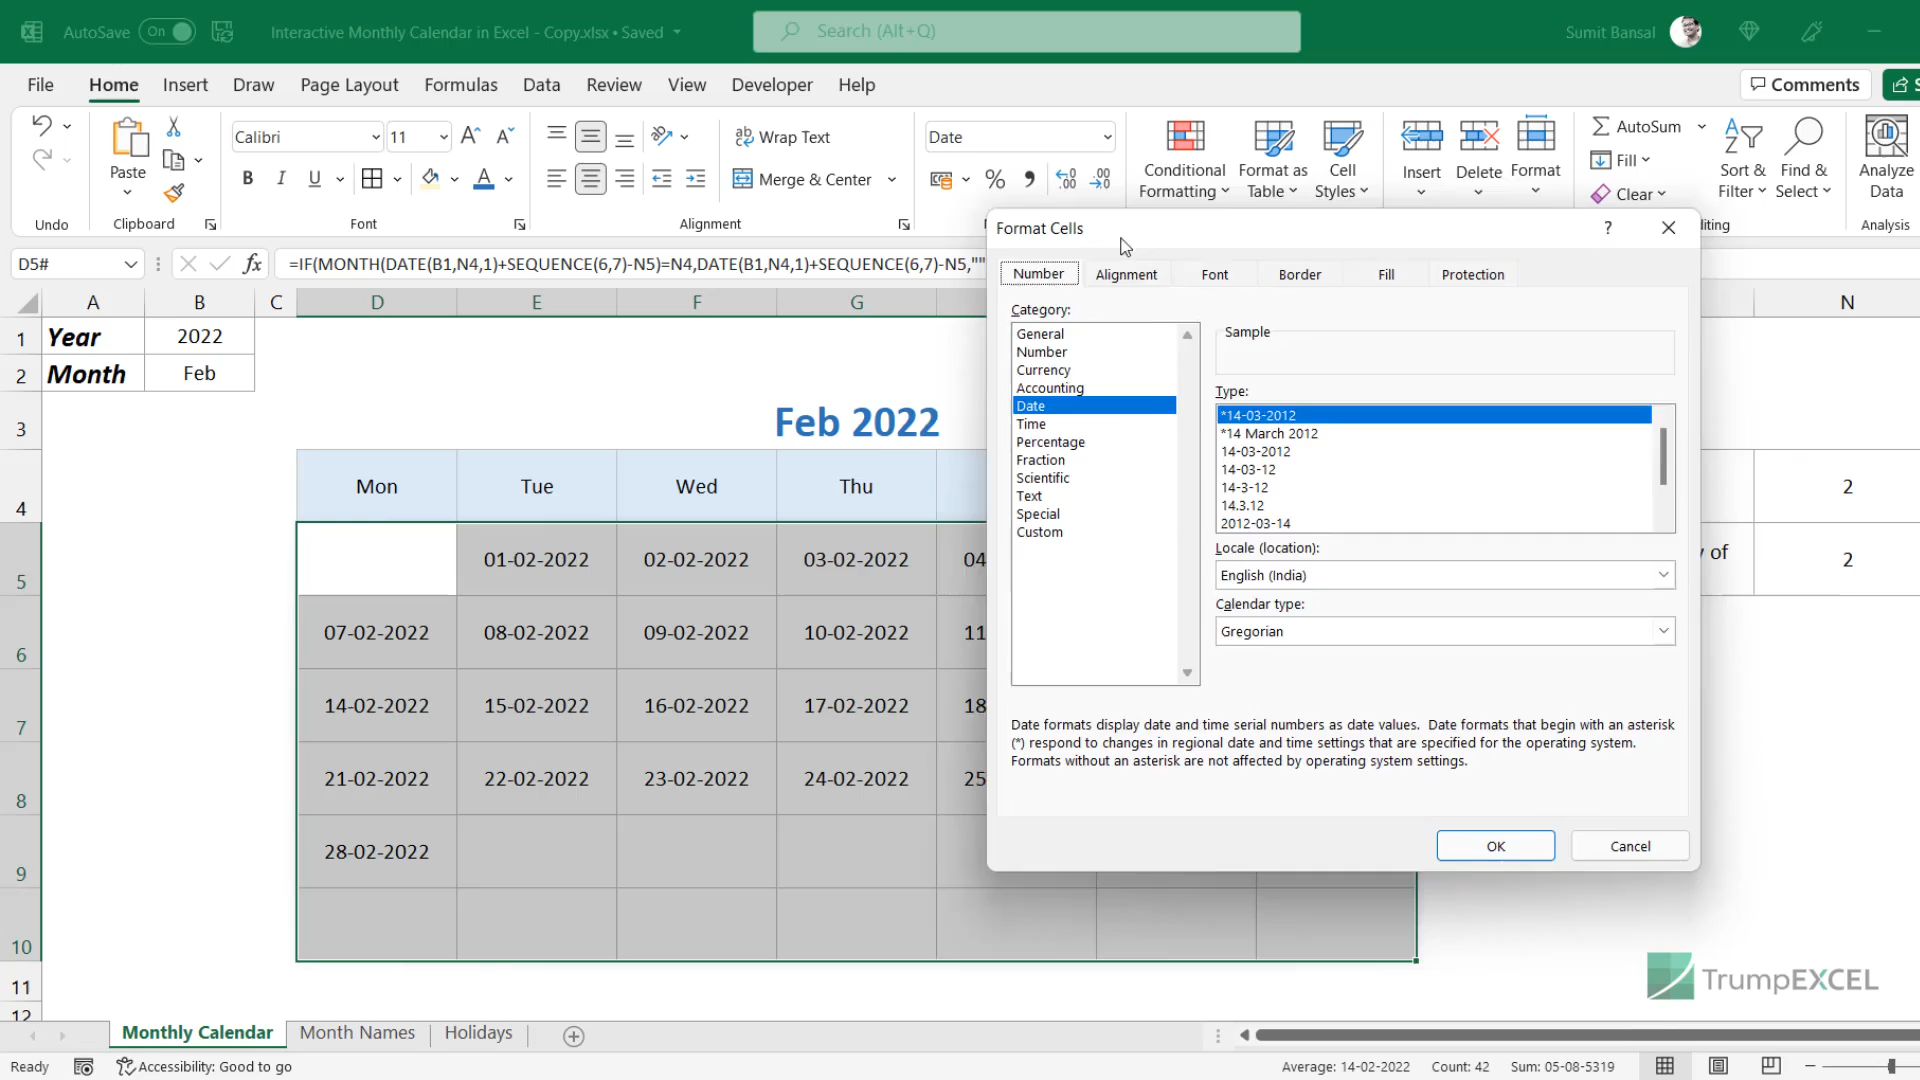 AutoSave On Interactive Monthly Calendar in Excel - Copy.xlsx • Saved Search (Alt+Q) Sumit Bansal
File Home Insert Draw Page Layout Formulas Data Review View Developer Help Comments
Paste
Undo
Clipboard
Calibri 11
B I U
Font
Wrap Text
Merge & Center
Alignment
Date
Conditional
Formatting
Format as
Table
Cell
Styles
Insert
Delete
Format
AutoSum
Fill
Clear
Sort &
Filter
Find &
Select
iting
Analyze
Data
Analysis
D5# fx =IF(MONTH(DATE(B1,N4,1)+SEQUENCE(6,7)-N5)=N4,DATE(B1,N4,1)+SEQUENCE(6,7)-N5,"")
A B C D E F G N
1 Year 2022
2 Month Feb
3 Feb 2022
4 Mon Tue Wed Thu 2
5 01-02-2022 02-02-2022 03-02-2022 04 y of 2
6 07-02-2022 08-02-2022 09-02-2022 10-02-2022 11
7 14-02-2022 15-02-2022 16-02-2022 17-02-2022 18
8 21-02-2022 22-02-2022 23-02-2022 24-02-2022 25
9 28-02-2022
10
11
12
Format Cells ?
Number Alignment Font Border Fill Protection
Category:
General
Number
Currency
Accounting
Date
Time
Percentage
Fraction
Scientific
Text
Special
Custom
Sample
Type:
*14-03-2012
*14 March 2012
14-03-2012
14-03-12
14-3-12
14.3.12
2012-03-14
Locale (location):
English (India)
Calendar type:
Gregorian
Date formats display date and time serial numbers as date values. Date formats that begin with an asterisk
(*) respond to changes in regional date and time settings that are specified for the operating system.
Formats without an asterisk are not affected by operating system settings.
OK Cancel
TrumpEXCEL
Monthly Calendar Month Names Holidays
Ready Accessibility: Good to go Average: 14-02-2022 Count: 42 Sum: 05-08-5319